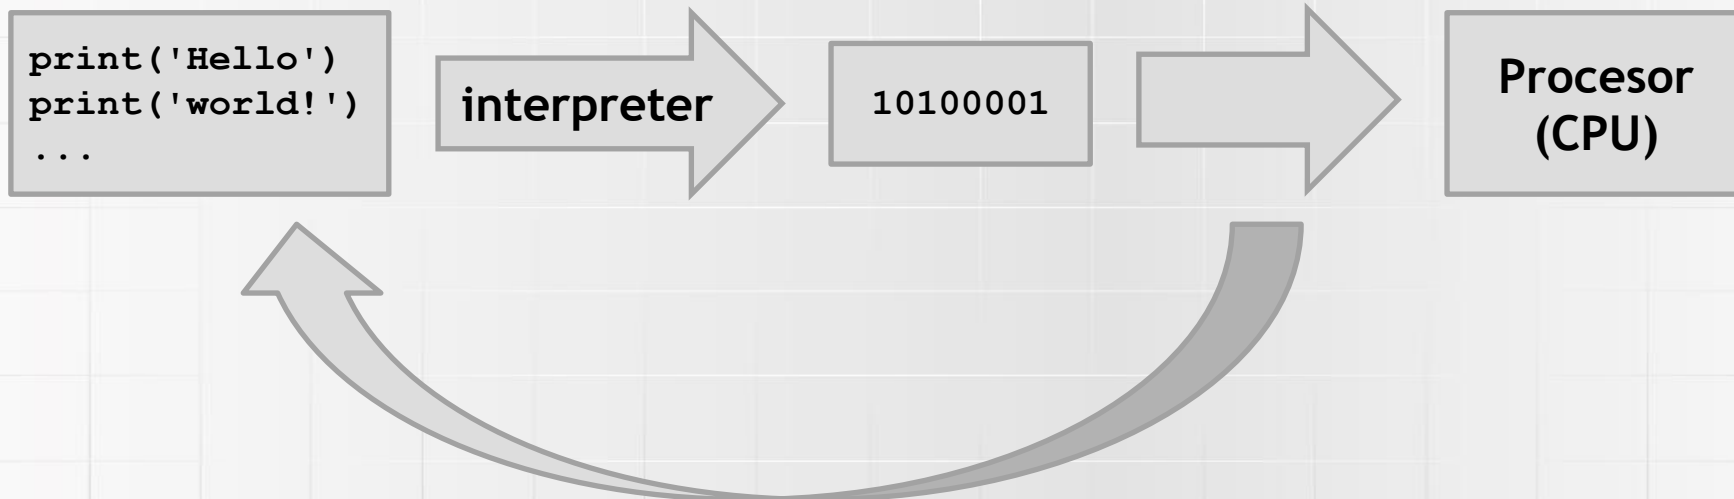 print('Hello')
print('world!')
...
interpreter
10100001
Procesor
(CPU)